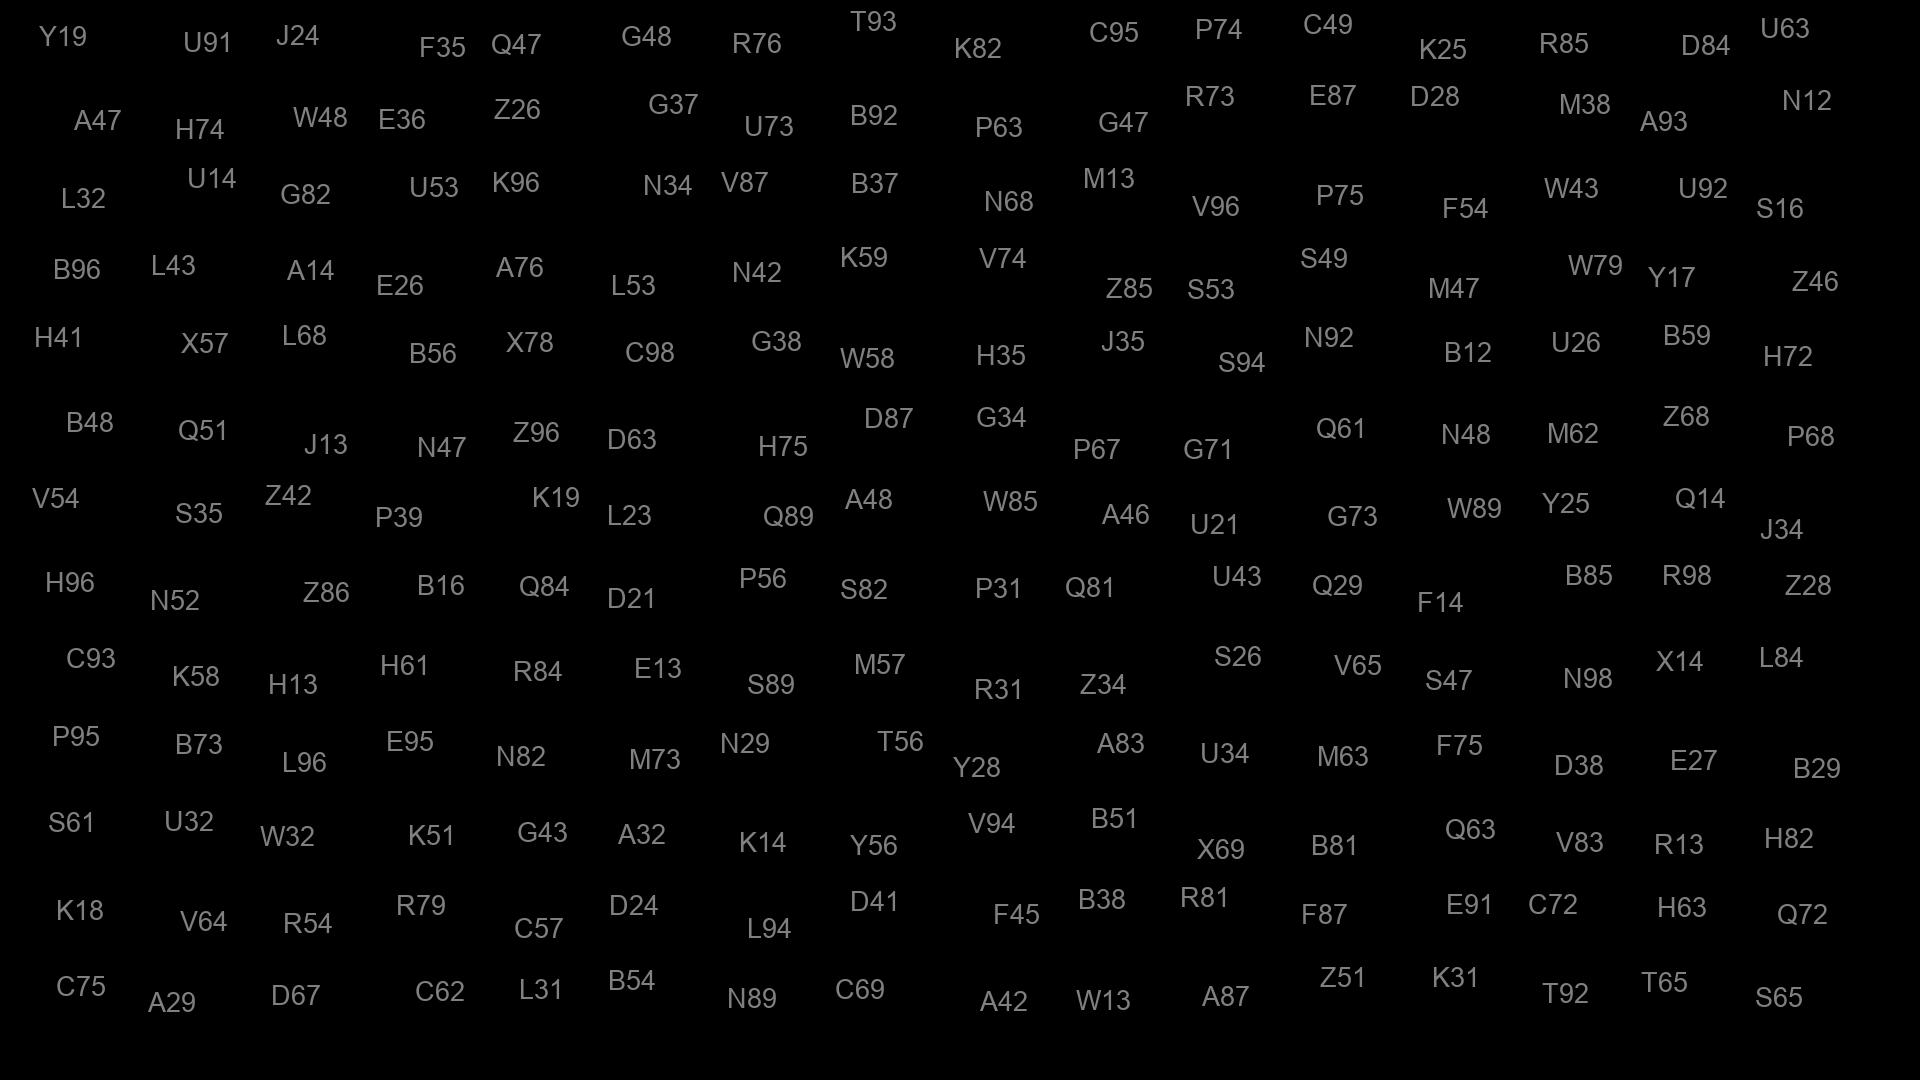 Y19 U91 J24 F35 Q47 G48 R76 T93 K82 C95 P74 C49 K25 R85 D84 U63
A47 H74 W48 E36 Z26 G37 U73 B92 P63 G47 R73 E87 D28 M38 A93 N12
L32 U14 G82 U53 K96 N34 V87 B37 N68 M13 V96 P75 F54 W43 U92 S16
B96 L43 A14 E26 A76 L53 N42 K59 V74 Z85 S53 S49 M47 W79 Y17 Z46
H41 X57 L68 B56 X78 C98 G38 W58 H35 J35 S94 N92 B12 U26 B59 H72
B48 Q51 J13 N47 Z96 D63 H75 D87 G34 P67 G71 Q61 N48 M62 Z68 P68
V54 S35 Z42 P39 K19 L23 Q89 A48 W85 A46 U21 G73 W89 Y25 Q14 J34
H96 N52 Z86 B16 Q84 D21 P56 S82 P31 Q81 U43 Q29 F14 B85 R98 Z28
C93 K58 H13 H61 R84 E13 S89 M57 R31 Z34 S26 V65 S47 N98 X14 L84
P95 B73 L96 E95 N82 M73 N29 T56 Y28 A83 U34 M63 F75 D38 E27 B29
S61 U32 W32 K51 G43 A32 K14 Y56 V94 B51 X69 B81 Q63 V83 R13 H82
K18 V64 R54 R79 C57 D24 L94 D41 F45 B38 R81 F87 E91 C72 H63 Q72
C75 A29 D67 C62 L31 B54 N89 C69 A42 W13 A87 Z51 K31 T92 T65 S65